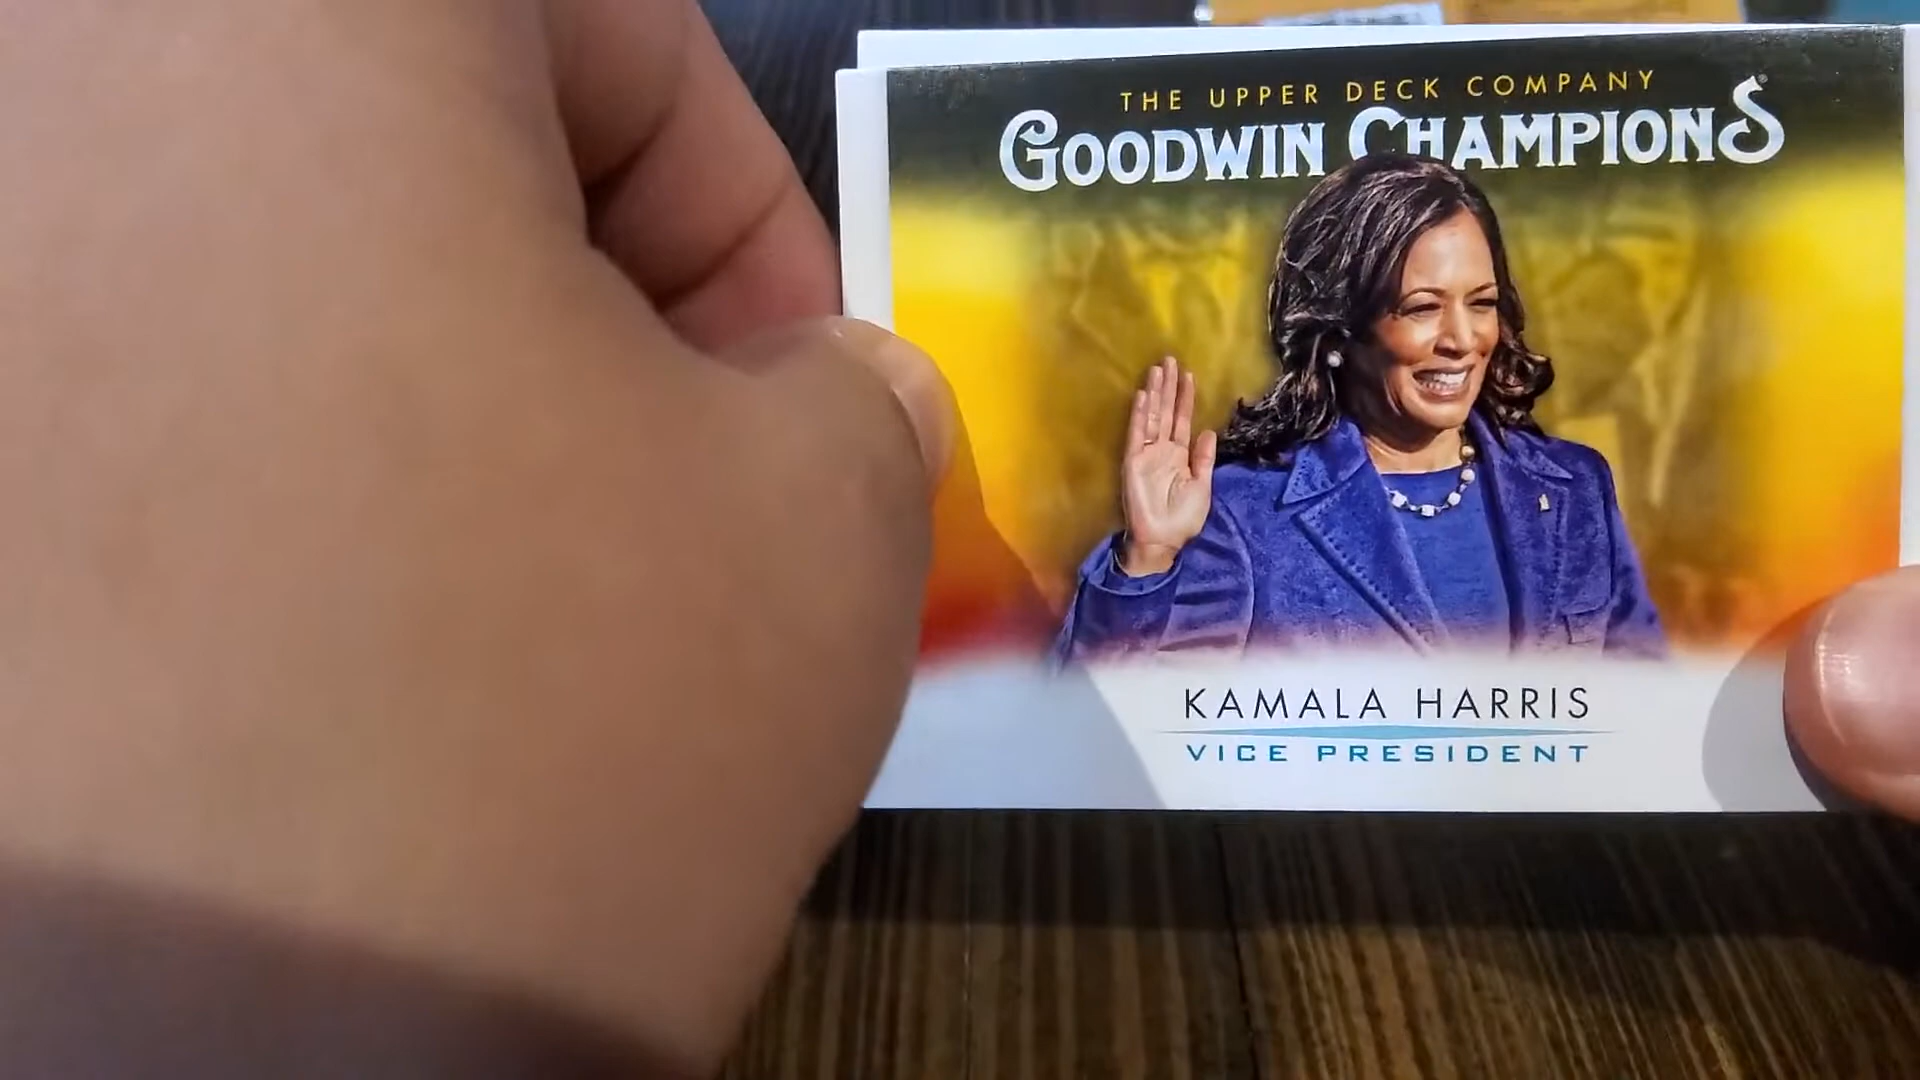 THE UPPER DECK COMPANY
GOODWIN CHAMPIONS
KAMALA HARRIS
VICE PRESIDENT